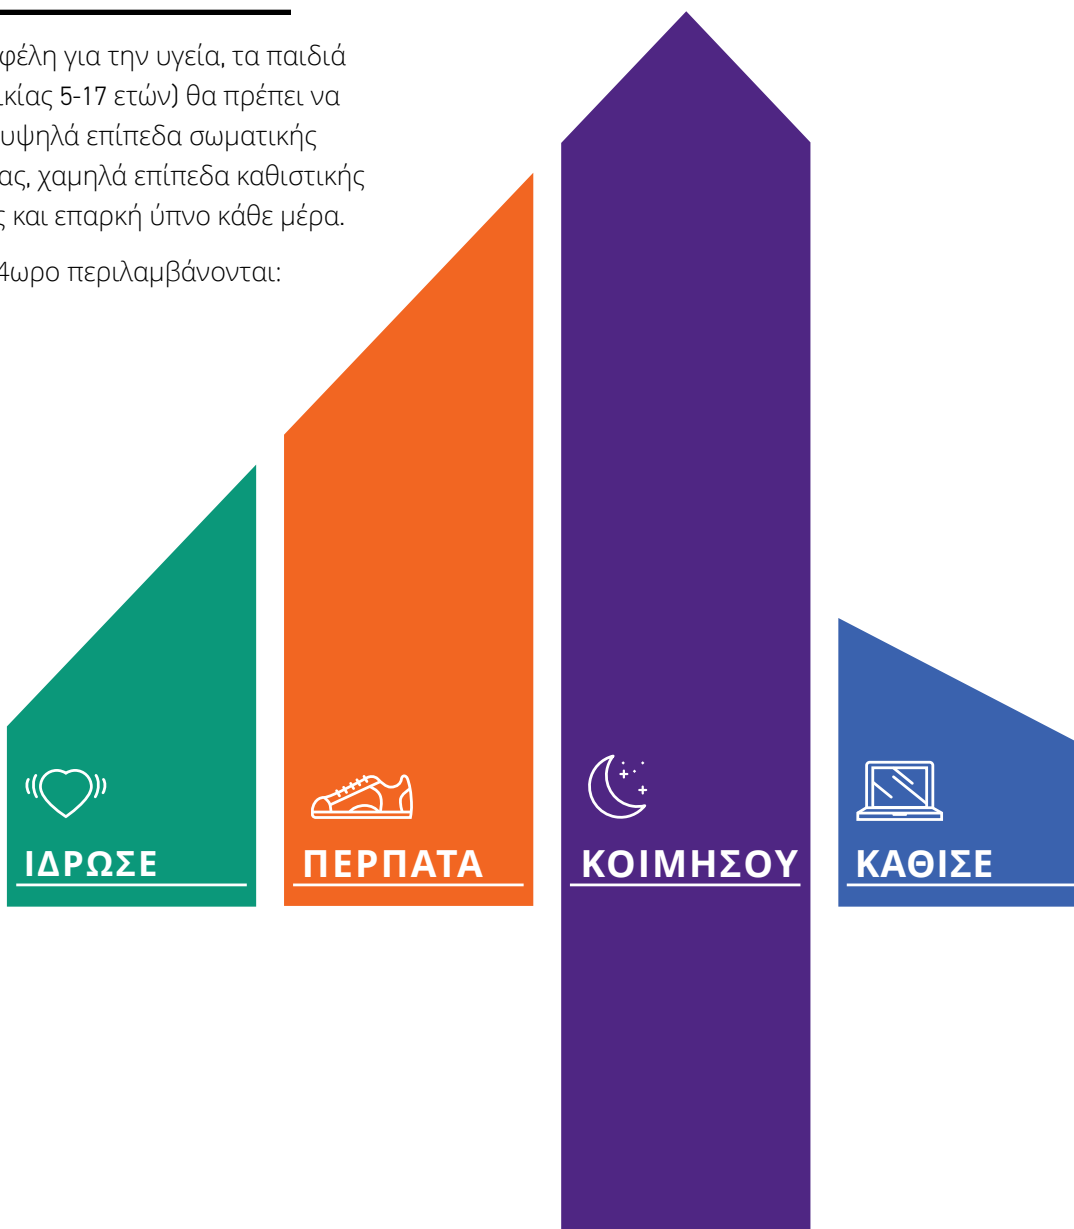 φέλη για την υγεία, τα παιδιά
ικίας 5-17 ετών) θα πρέπει να
υψηλά επίπεδα σωματικής
ας, χαμηλά επίπεδα καθιστικής
ς και επαρκή ύπνο κάθε μέρα.
4ωρο περιλαμβάνονται:
ΙΔΡΩΣΕ
ΠΕΡΠΑΤΑ
ΚΟΙΜΗΣΟΥ
ΚΑΘΙΣΕ